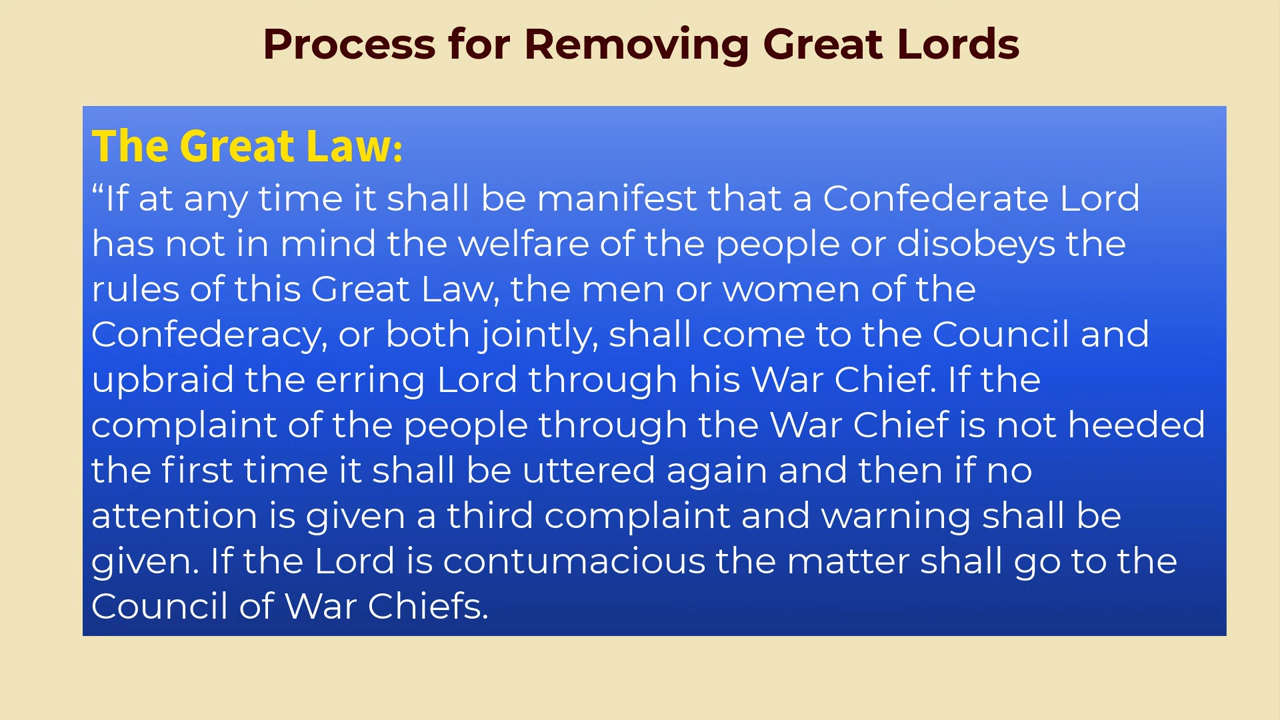 Process for Removing Great Lords
The Great Law:
“If at any time it shall be manifest that a Confederate Lord
has not in mind the welfare of the people or disobeys the
rules of this Great Law, the men or women of the
Confederacy, or both jointly, shall come to the Council and
upbraid the erring Lord through his War Chief. If the
complaint of the people through the War Chief is not heeded
the first time it shall be uttered again and then if no
attention is given a third complaint and warning shall be
given. If the Lord is contumacious the matter shall go to the
Council of War Chiefs.